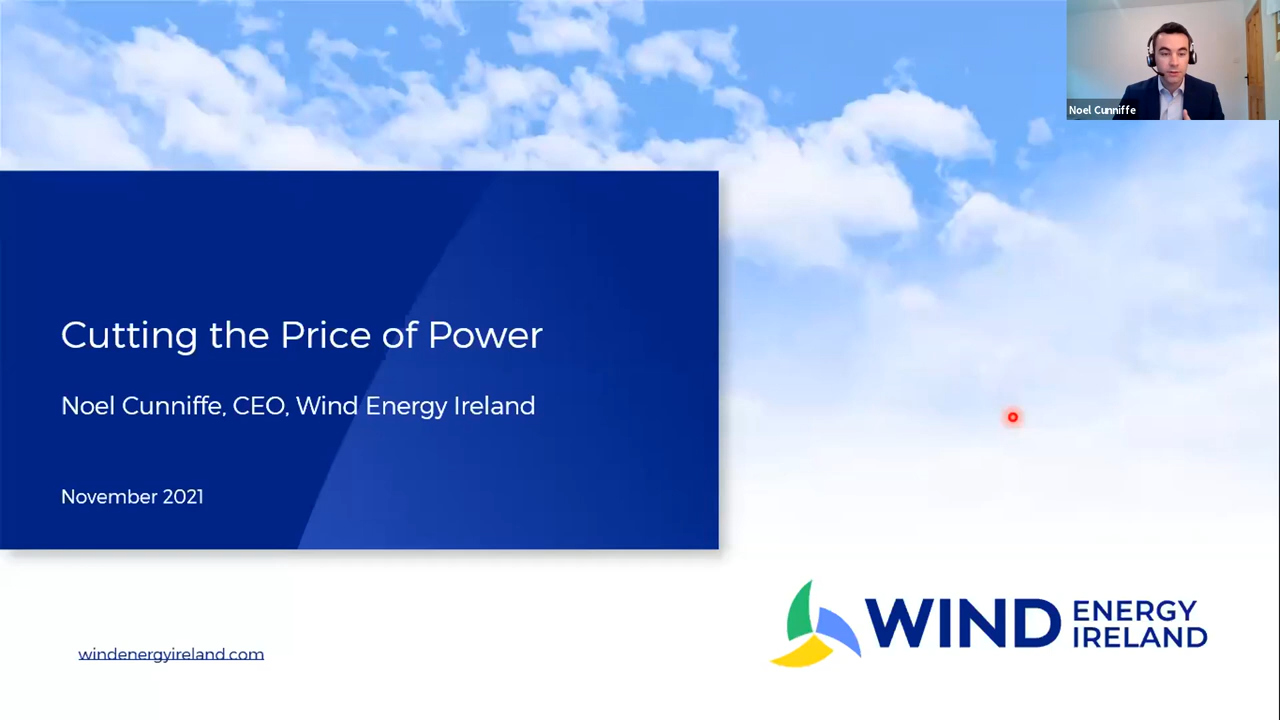 Noel Cunniffe
Cutting the Price of Power
Noel Cunniffe, CEO, Wind Energy Ireland
November 2021
windenergyireland.com
WIND ENERGY
IRELAND